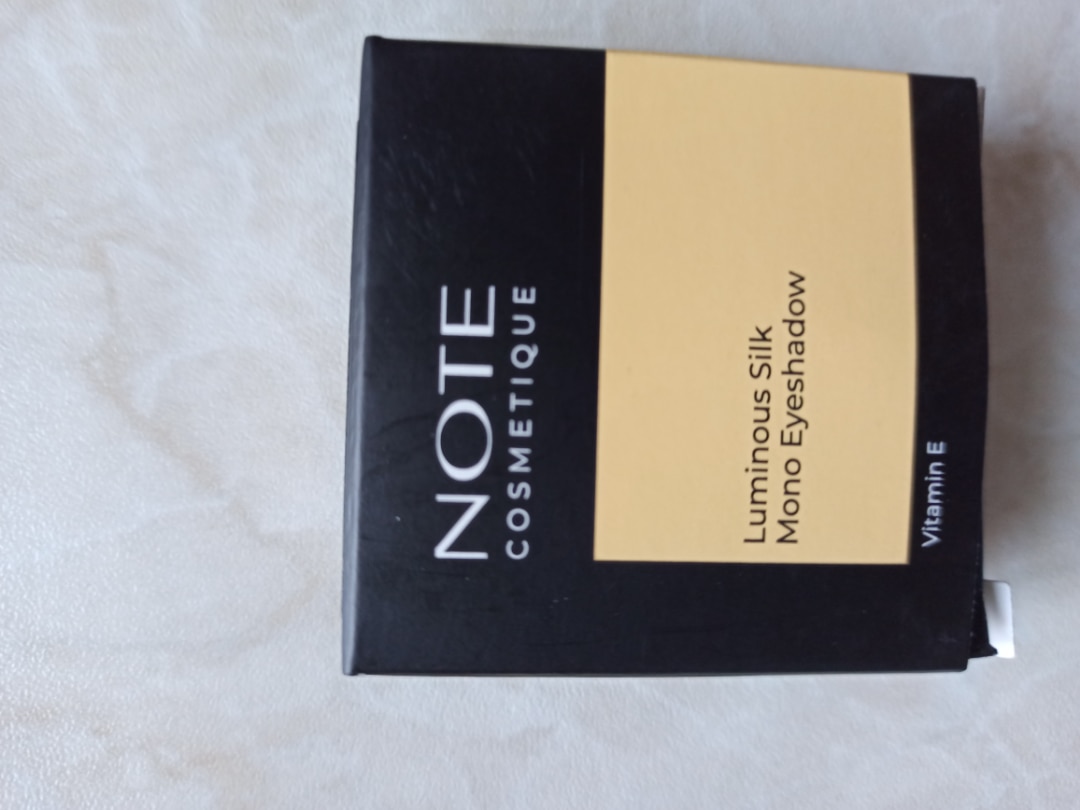 NOTE
COSMETIQUE
Luminous Silk
Mono Eyeshadow
Vitamin E